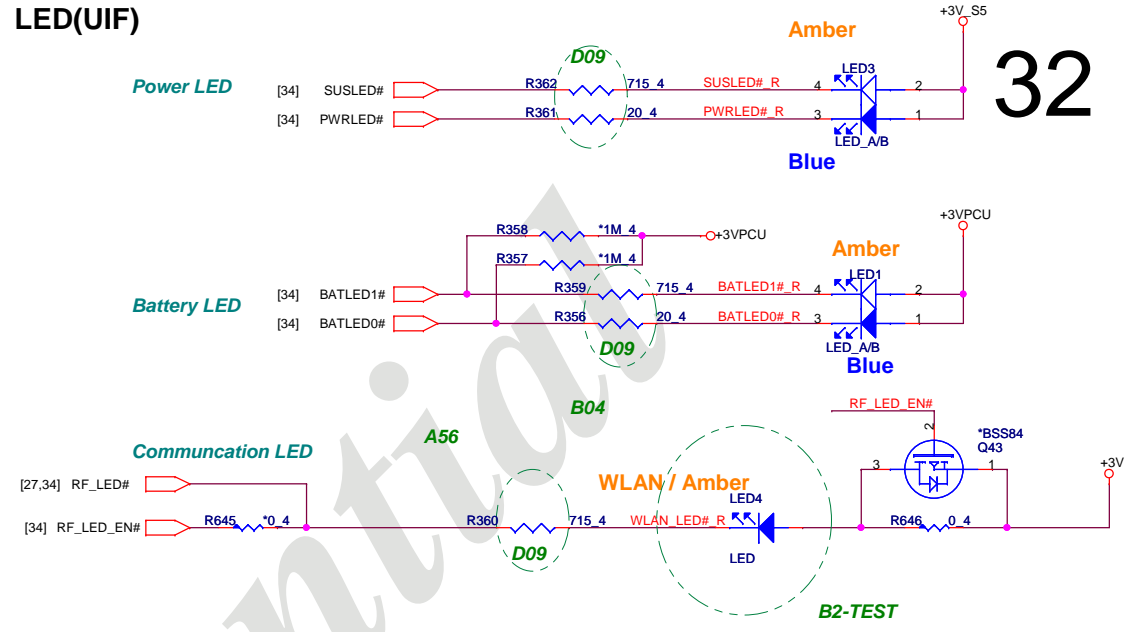 LED(UIF)
+3V_S5
32
Amber
D09
LED3
Power LED
[34] SUSLED# R362 715_4 SUSLED#_R 4 2
[34] PWRLED# R361 20_4 PWRLED#_R 3 1
LED_A/B
Blue
R358 *1M_4 +3VPCU
+3VPCU
R357 *1M_4
Amber
LED1
Battery LED
[34] BATLED1# R359 715_4 BATLED1#_R 4 2
[34] BATLED0# R356 20_4 BATLED0#_R 3 1
D09
LED_A/B
Blue
B04
RF_LED_EN#
A56
2
*BSS84
Q43
Communcation LED
3 1
+3V
[27,34] RF_LED#
WLAN / Amber
LED4
[34] RF_LED_EN# R645 *0_4 R360 715_4 WLAN_LED#_R R646 0_4
D09
LED
B2-TEST
ntial